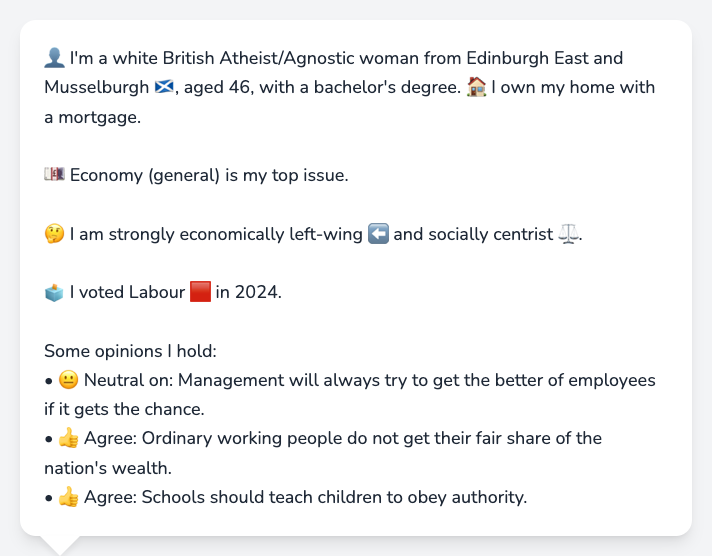 👤 I'm a white British Atheist/Agnostic woman from Edinburgh East and
Musselburgh 🏴󠁧󠁢󠁳󠁣󠁴󠁿, aged 46, with a bachelor's degree. 🏠 I own my home with
a mortgage.
💷 Economy (general) is my top issue.
🤔 I am strongly economically left-wing ⬅️ and socially centrist ⚖️.
🗳️ I voted Labour 🟥 in 2024.
Some opinions I hold:
• 😐 Neutral on: Management will always try to get the better of employees
if it gets the chance.
• 👍 Agree: Ordinary working people do not get their fair share of the
nation's wealth.
• 👍 Agree: Schools should teach children to obey authority.